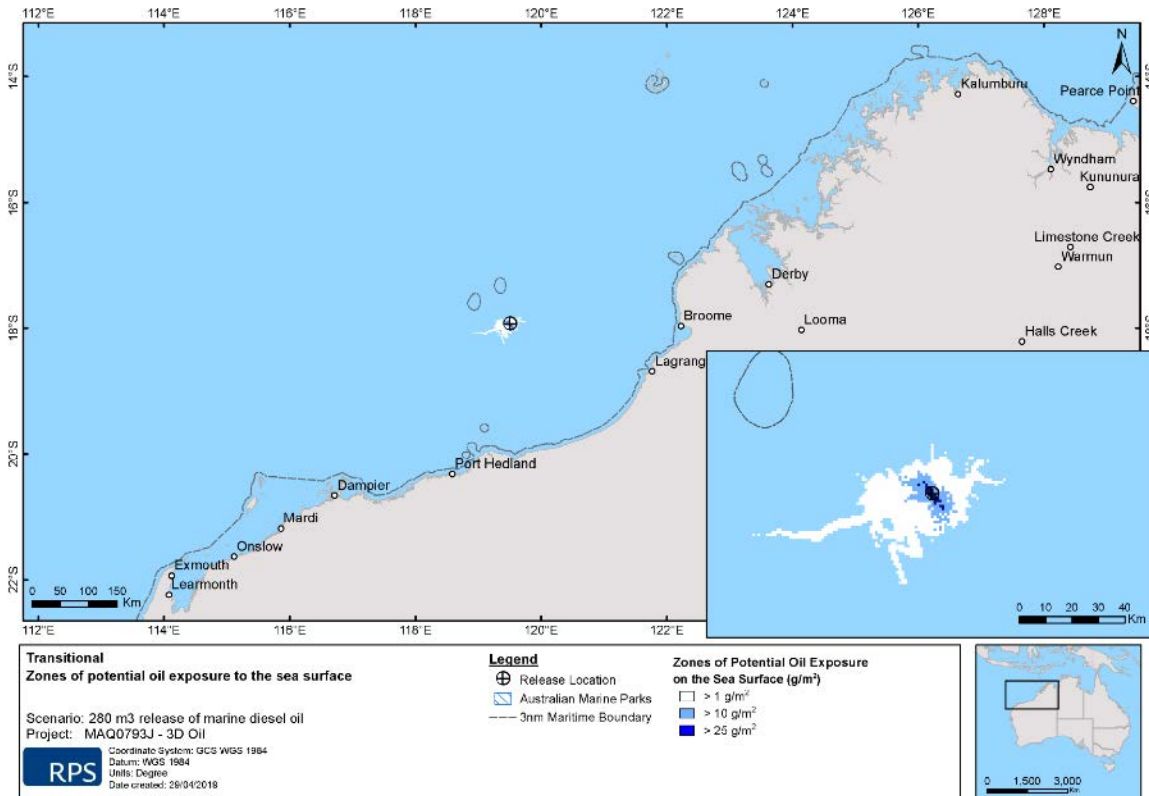 112°E 114°E 116°E 118°E 120°E 122°E 124°E 126°E 128°E
N
14°S
Kalumburu
Pearce Point
Wyndham
Kununura
16°S
Limestone Creek
Warmun
Derby
Broome
Looma
18°S
Halls Creek
Lagrang
20°S
Port Hedland
Dampier
Mardi
Onslow
Exmouth
22°S
Learmonth
0 50 100 150
Km
0 10 20 30 40
Km
112°E 114°E 116°E 118°E 120°E 122°E
Transitional
Zones of potential oil exposure to the sea surface
Scenario: 280 m3 release of marine diesel oil
Project: MAQ0793J - 3D Oil
RPS
Coordinate System: GCS WGS 1984
Datum: WGS 1984
Units: Degree
Date created: 29/04/2019
Legend
Release Location
Australian Marine Parks
3nm Maritime Boundary
Zones of Potential Oil Exposure
on the Sea Surface (g/m²)
> 1 g/m²
> 10 g/m²
> 25 g/m²
0 1,500 3,000
Km